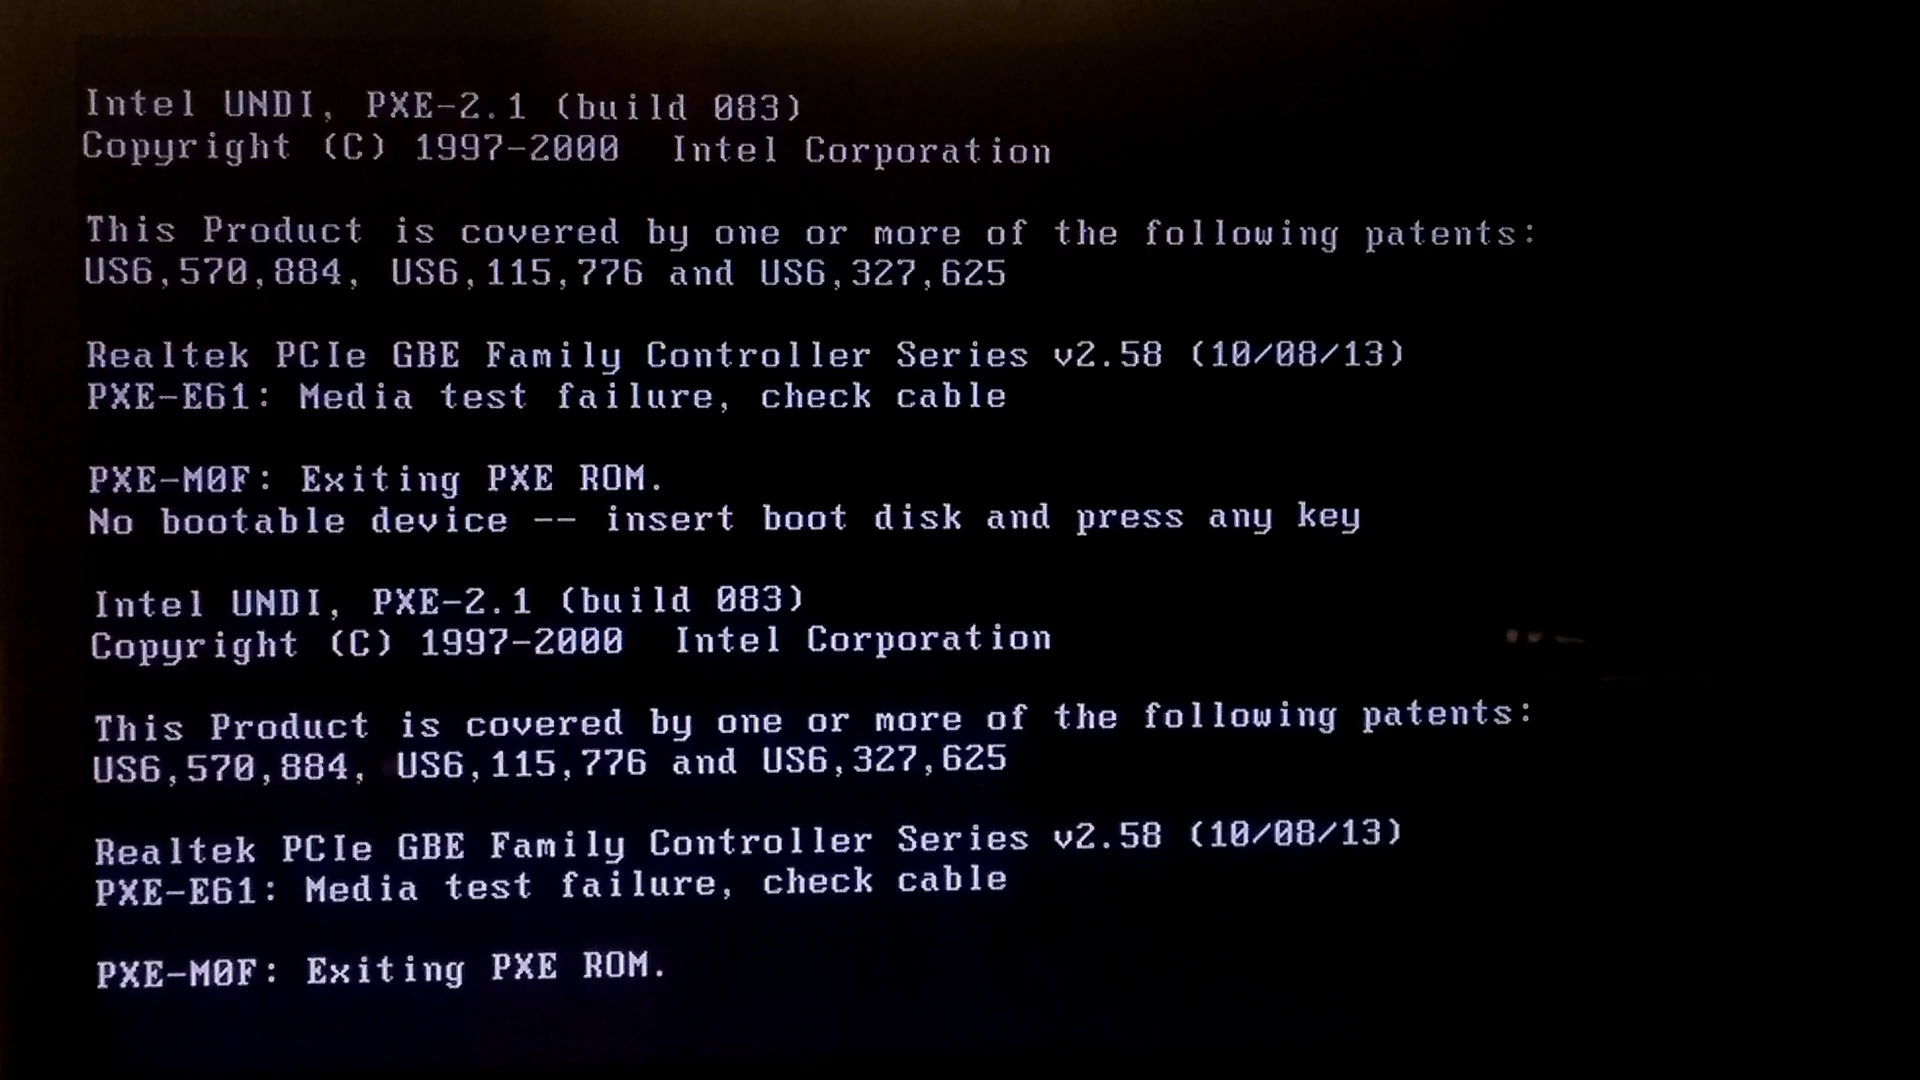 Intel UNDI, PXE-2.1 (build 083)
Copyright (C) 1997-2000  Intel Corporation
This Product is covered by one or more of the following patents:
US6,570,884, US6,115,776 and US6,327,625
Realtek PCIe GBE Family Controller Series v2.58 (10/08/13)
PXE-E61: Media test failure, check cable
PXE-M0F: Exiting PXE ROM.
No bootable device -- insert boot disk and press any key
Intel UNDI, PXE-2.1 (build 083)
Copyright (C) 1997-2000  Intel Corporation
This Product is covered by one or more of the following patents:
US6,570,884, US6,115,776 and US6,327,625
Realtek PCIe GBE Family Controller Series v2.58 (10/08/13)
PXE-E61: Media test failure, check cable
PXE-M0F: Exiting PXE ROM.